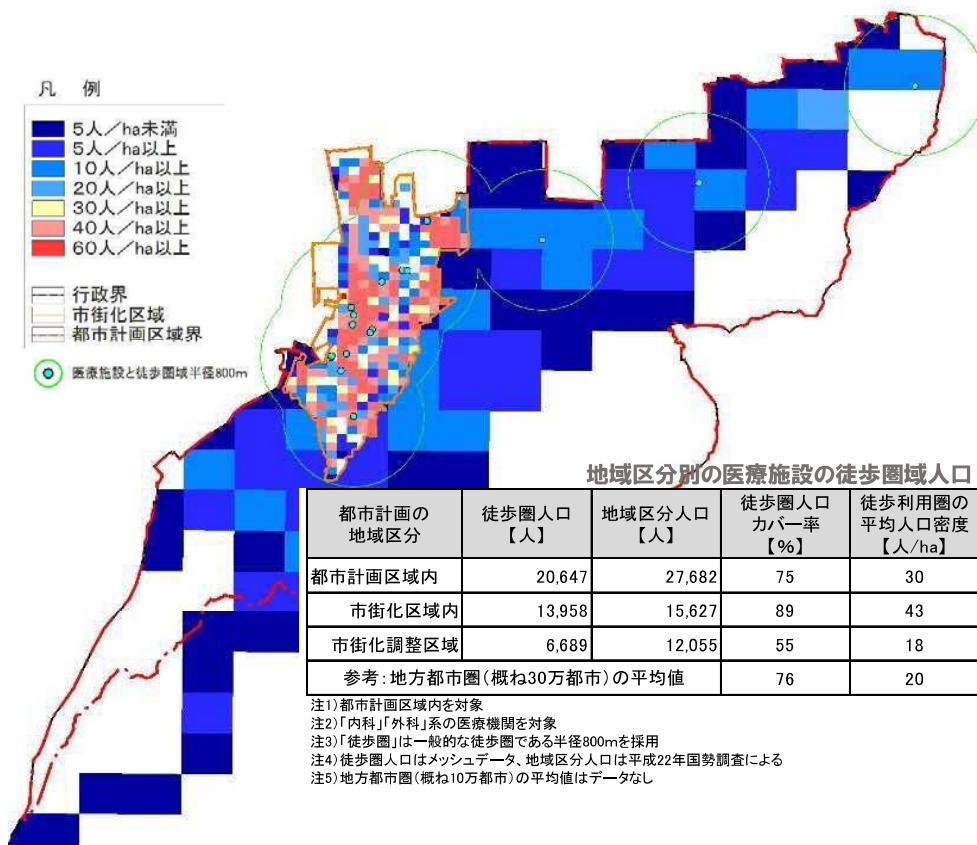 凡 例
5人/ha未満
5人/ha以上
10人/ha以上
20人/ha以上
30人/ha以上
40人/ha以上
60人/ha以上
行政界
市街化区域
都市計画区域界
医療施設と徒歩圏域半径800m
地域区分別の医療施設の徒歩圏域人口
都市計画の地域区分 徒歩圏人口【人】 地域区分人口【人】 徒歩圏人口カバー率【%】 徒歩利用圏の平均人口密度【人/ha】
都市計画区域内 20,647 27,682 75 30
市街化区域内 13,958 15,627 89 43
市街化調整区域 6,689 12,055 55 18
参考:地方都市圏(概ね30万都市)の平均値 76 20
注1)都市計画区域内を対象
注2)「内科」「外科」系の医療機関を対象
注3)「徒歩圏」は一般的な徒歩圏である半径800mを採用
注4)徒歩圏人口はメッシュデータ、地域区分人口は平成22年国勢調査による
注5)地方都市圏(概ね10万都市)の平均値はデータなし